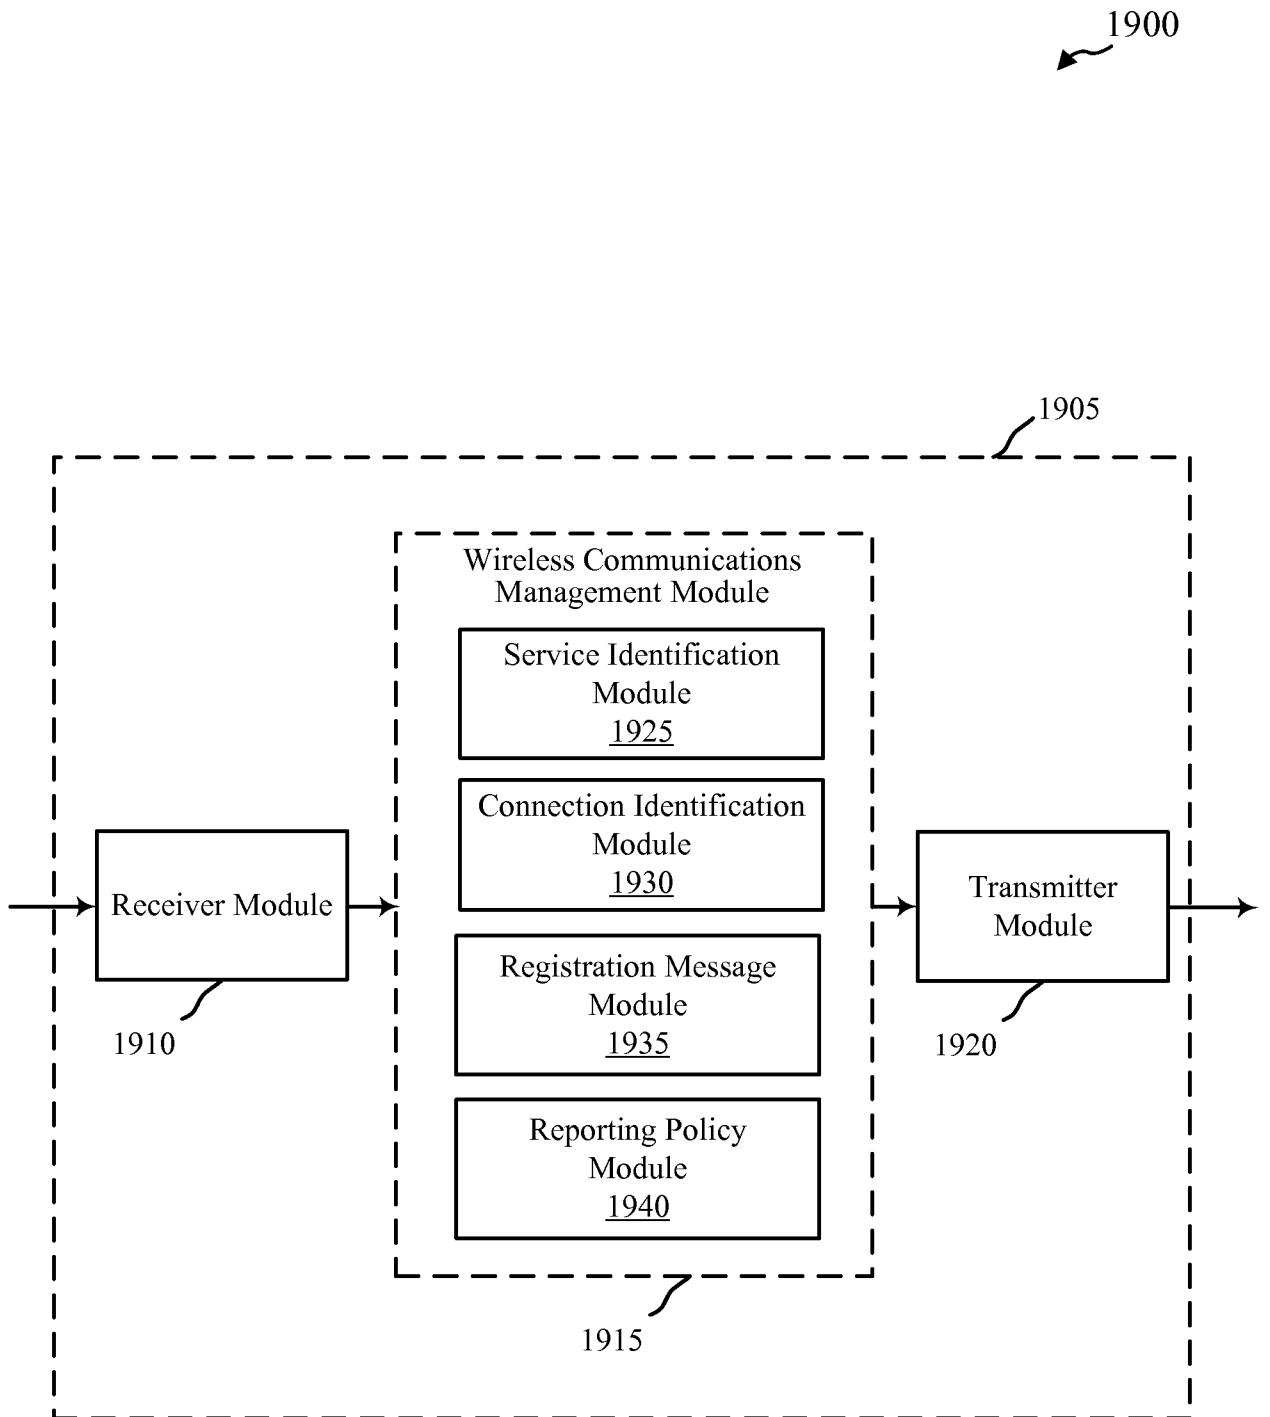 1900
1905
Wireless Communications
Management Module
Service Identification
Module
1925
Connection Identification
Module
1930
Receiver Module
Transmitter
Module
Registration Message
Module
1935
1910
1920
Reporting Policy
Module
1940
1915